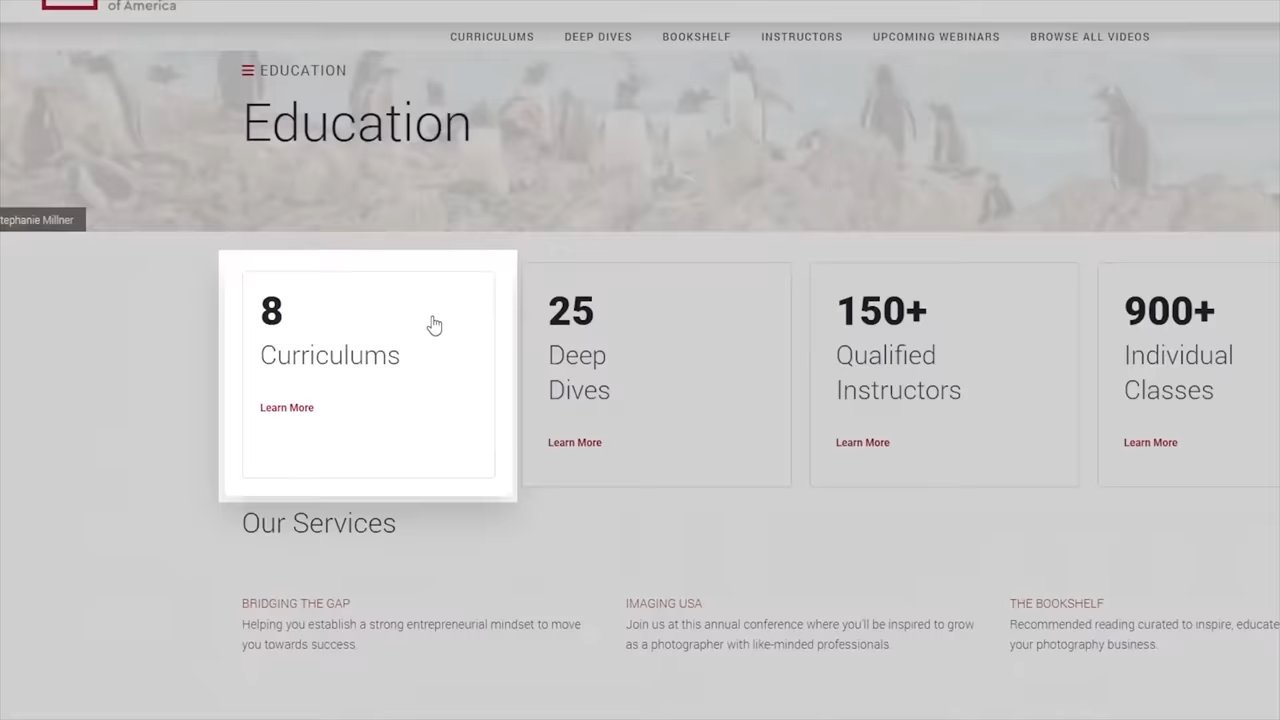 of America
CURRICULUMS DEEP DIVES BOOKSHELF INSTRUCTORS UPCOMING WEBINARS BROWSE ALL VIDEOS
EDUCATION
Education
tephanie Millner
8
Curriculums
Learn More
25
Deep
Dives
Learn More
150+
Qualified
Instructors
Learn More
900+
Individual
Classes
Learn More
Our Services
BRIDGING THE GAP
Helping you establish a strong entrepreneurial mindset to move
you towards success.
IMAGING USA
Join us at this annual conference where you'll be inspired to grow
as a photographer with like-minded professionals.
THE BOOKSHELF
Recommended reading curated to inspire, educate
your photography business.